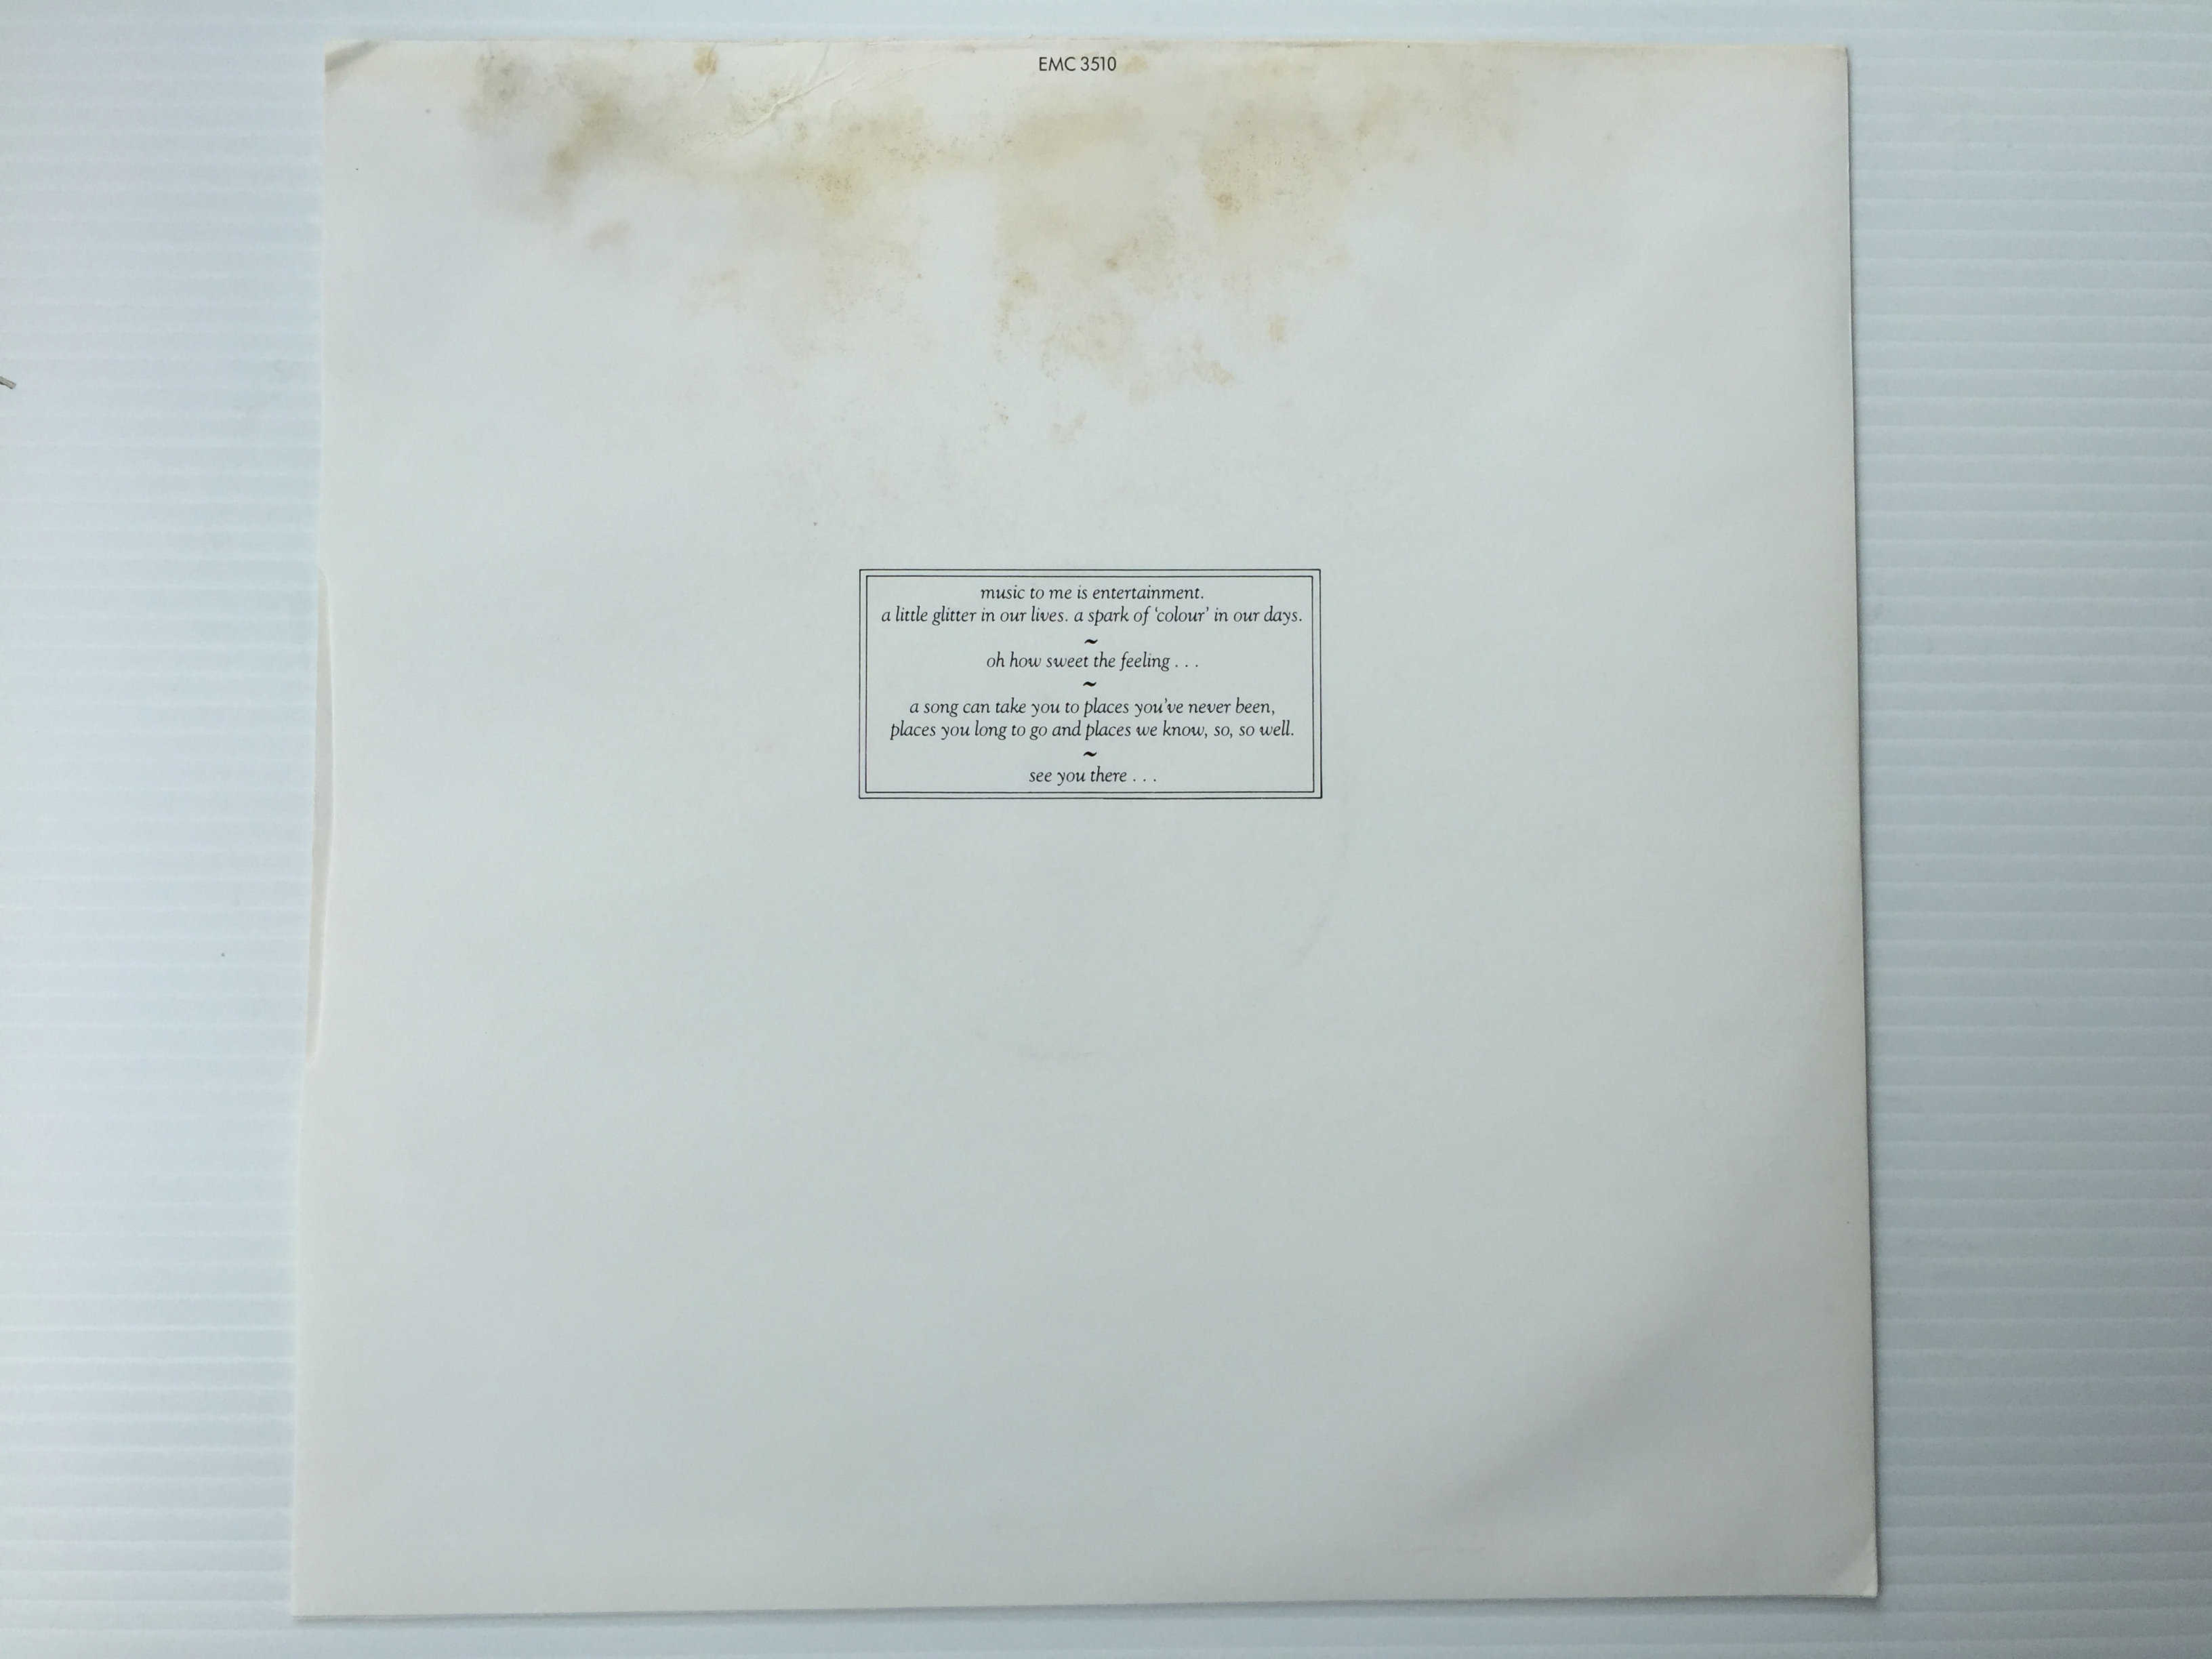 EMC 3510
music to me is entertainment.
a little glitter in our lives. a spark of ‘colour’ in our days.
~
oh how sweet the feeling . . .
~
a song can take you to places you've never been,
places you long to go and places we know, so, so well.
~
see you there . . .